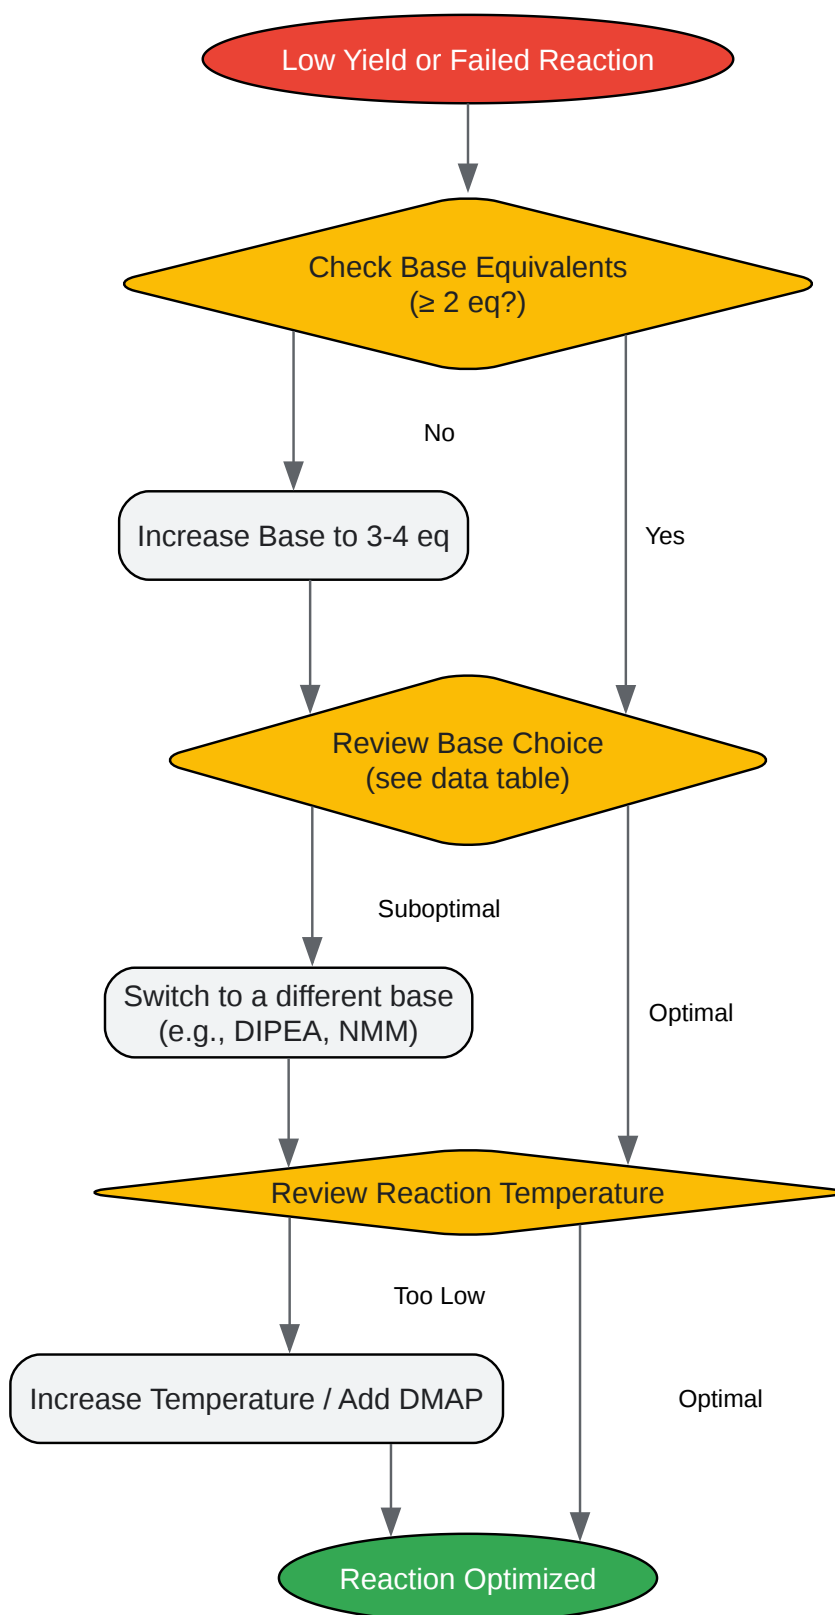 Low Yield or Failed Reaction
Check Base Equivalents
(≥ 2 eq?)
No
Increase Base to 3-4 eq
Yes
Review Base Choice
(see data table)
Suboptimal
Switch to a different base
(e.g., DIPEA, NMM)
Optimal
Review Reaction Temperature
Too Low
Increase Temperature / Add DMAP
Optimal
Reaction Optimized